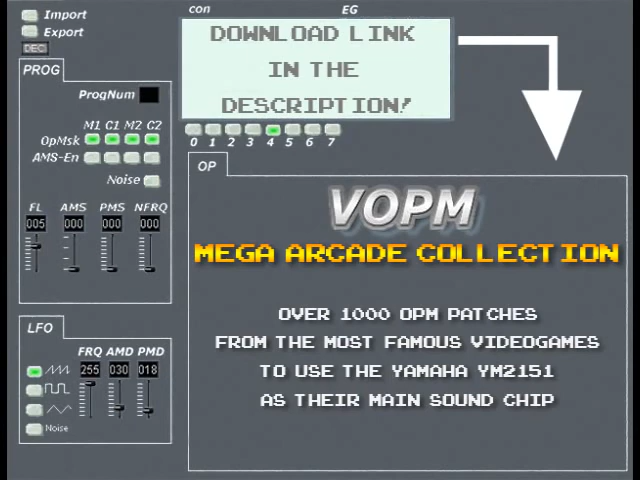 Import
Export
DEC
PROG
ProgNum
M1 C1 M2 C2
OpMsk
AMS-En
Noise
FL AMS PMS NFRQ
005 000 000 000
LFO
FRQ AMD PMD
255 030 018
Noise
con EG
DOWNLOAD LINK
IN THE
DESCRIPTION!
0 1 2 3 4 5 6 7
OP
VOPM
MEGA ARCADE COLLECTION
OVER 1000 OPM PATCHES
FROM THE MOST FAMOUS VIDEOGAMES
TO USE THE YAMAHA YM2151
AS THEIR MAIN SOUND CHIP